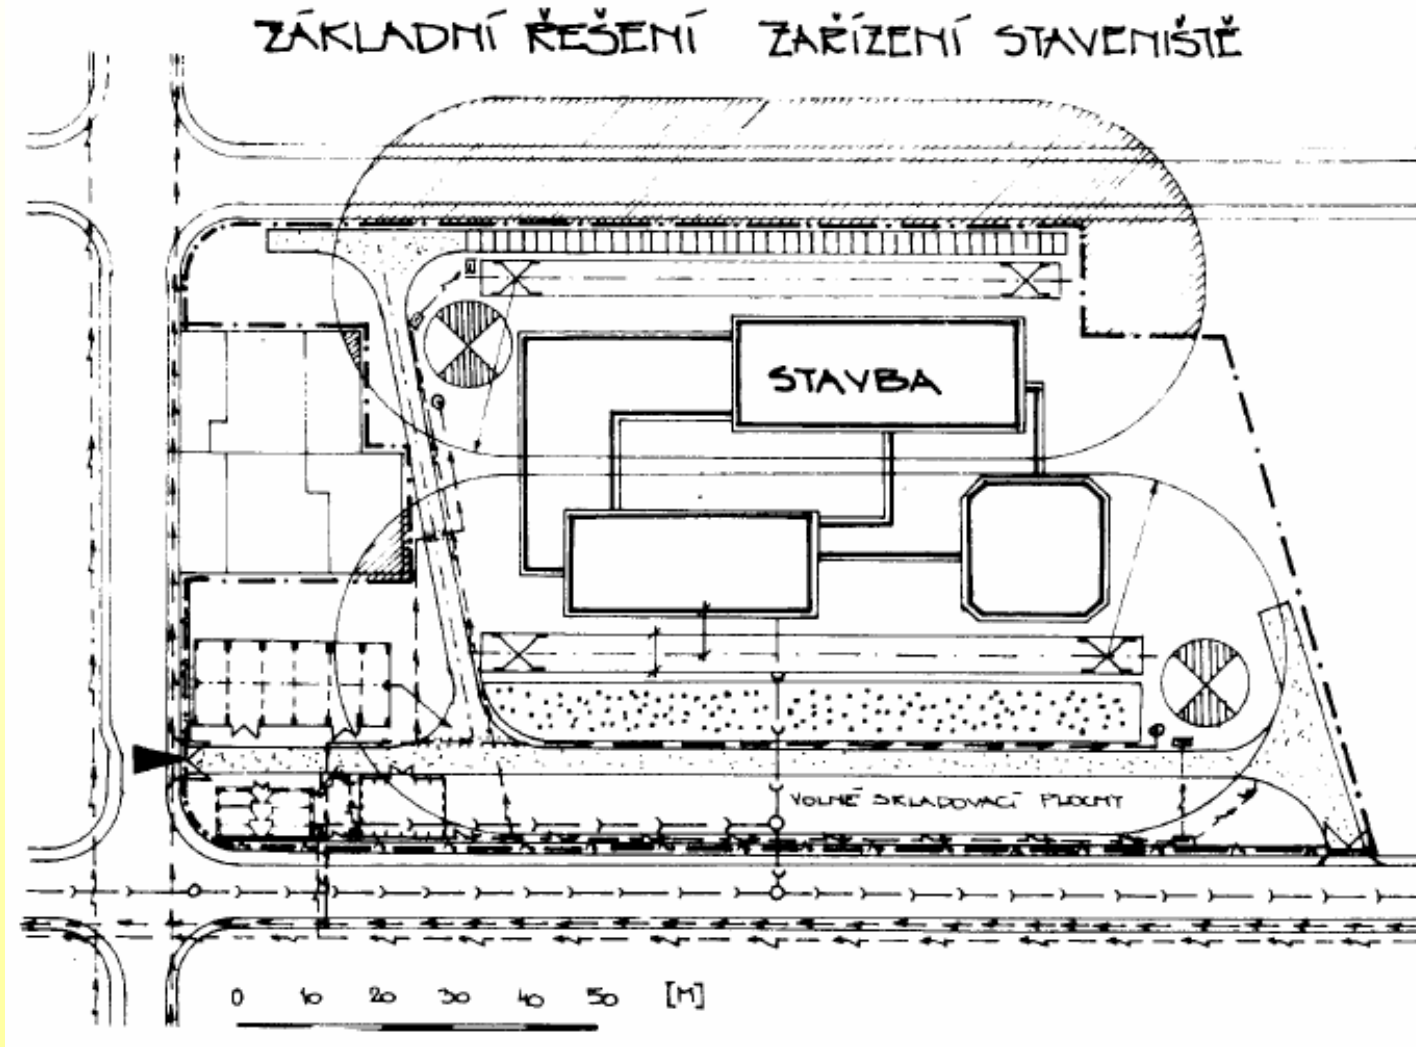 ZÁKLADNÍ ŘEŠENÍ ZAŘÍZENÍ STAVENIŠTĚ
STAVBA
VOLNÉ SKLADOVACÍ PLOCHY
0 10 20 30 40 50 [M]